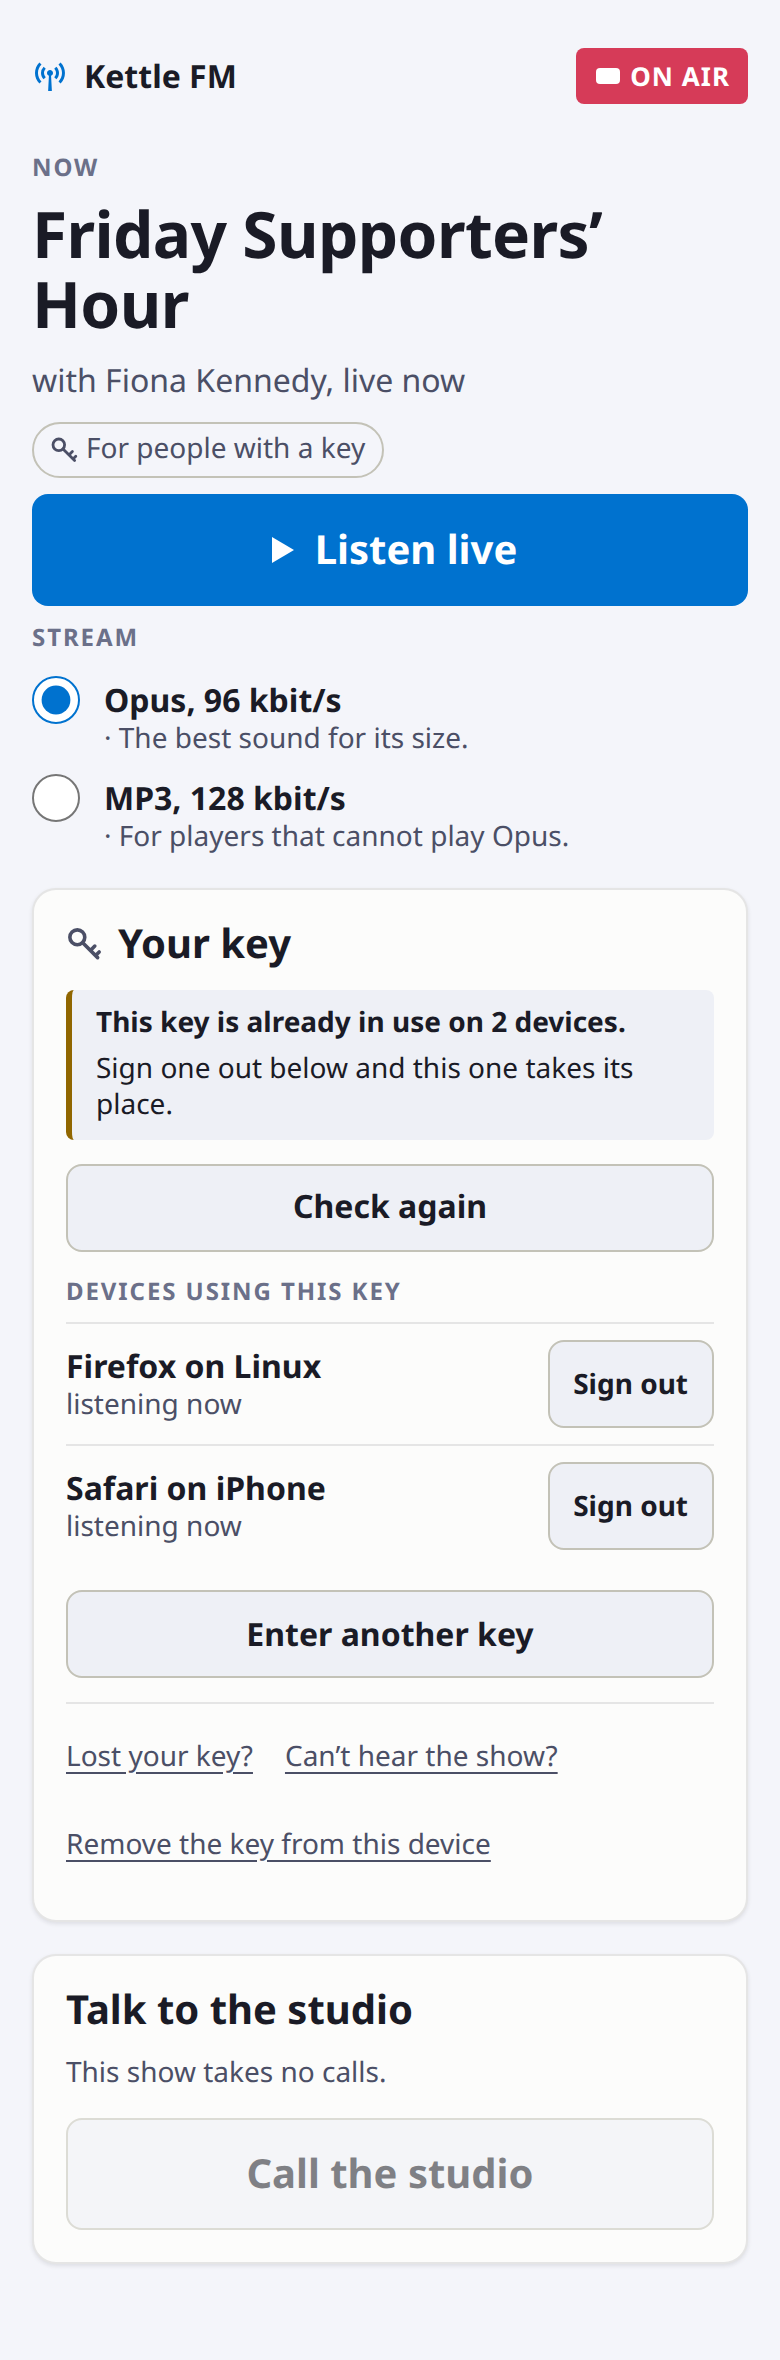 Kettle FM
ON AIR
NOW
Friday Supporters’
Hour
with Fiona Kennedy, live now
For people with a key
Listen live
STREAM
Opus, 96 kbit/s
· The best sound for its size.
MP3, 128 kbit/s
· For players that cannot play Opus.
Your key
This key is already in use on 2 devices.
Sign one out below and this one takes its
place.
Check again
DEVICES USING THIS KEY
Firefox on Linux
listening now
Sign out
Safari on iPhone
listening now
Sign out
Enter another key
Lost your key? Can’t hear the show?
Remove the key from this device
Talk to the studio
This show takes no calls.
Call the studio